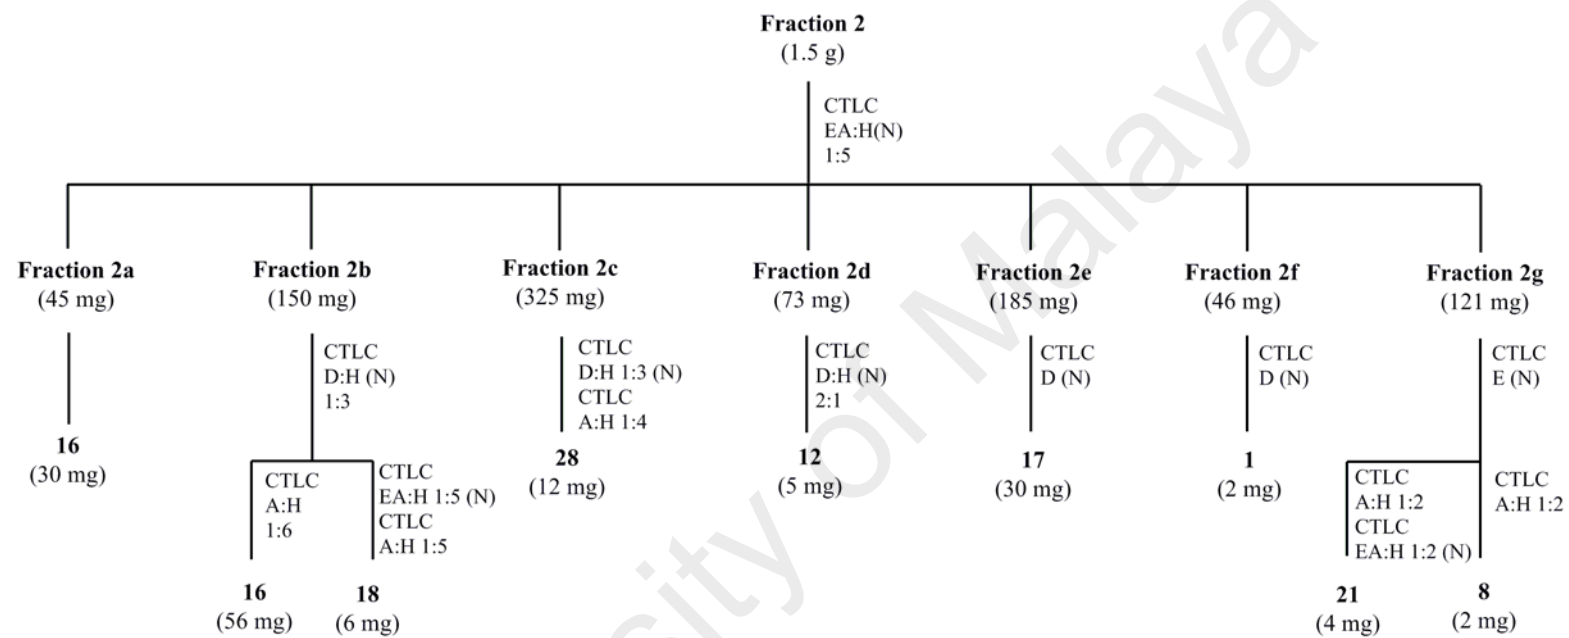 Fraction 2
(1.5 g)
CTLC
EA:H(N)
1:5
Fraction 2a
(45 mg)
Fraction 2b
(150 mg)
Fraction 2c
(325 mg)
Fraction 2d
(73 mg)
Fraction 2e
(185 mg)
Fraction 2f
(46 mg)
Fraction 2g
(121 mg)
CTLC
D:H (N)
1:3
CTLC
D:H 1:3 (N)
CTLC
A:H 1:4
CTLC
D:H (N)
2:1
CTLC
D (N)
CTLC
D (N)
CTLC
E (N)
16
(30 mg)
28
(12 mg)
12
(5 mg)
17
(30 mg)
1
(2 mg)
CTLC
A:H
1:6
CTLC
EA:H 1:5 (N)
CTLC
A:H 1:5
CTLC
A:H 1:2
CTLC
EA:H 1:2 (N)
CTLC
A:H 1:2
16
(56 mg)
18
(6 mg)
21
(4 mg)
8
(2 mg)
sity of Malaya